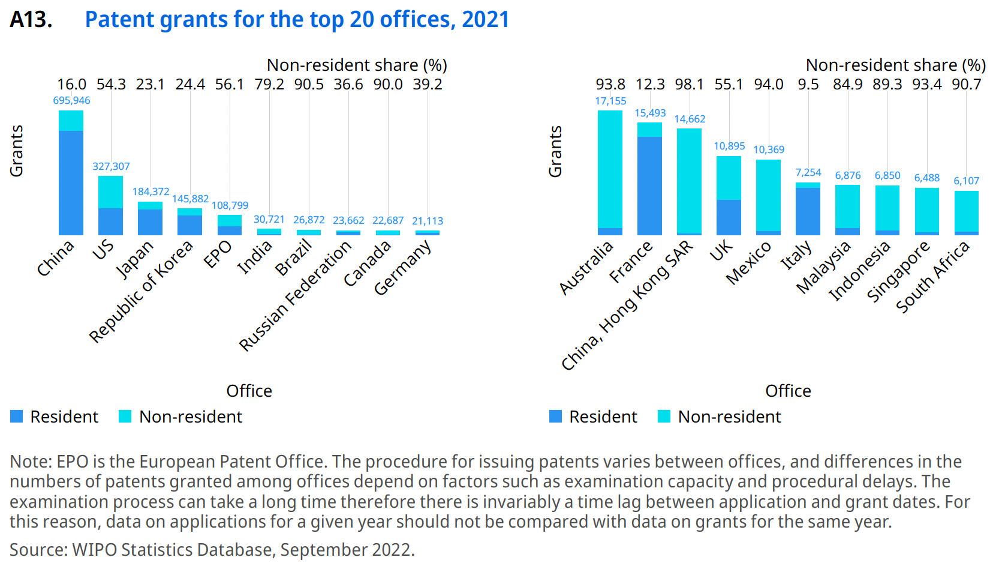 A13. Patent grants for the top 20 offices, 2021
Non-resident share (%)
16.0 54.3 23.1 24.4 56.1 79.2 90.5 36.6 90.0 39.2
695,946
327,307
184,372
145,882
108,799
30,721
26,872
23,662
22,687
21,113
Grants
China
US
Japan
Republic of Korea
EPO
India
Brazil
Russian Federation
Canada
Germany
Office
Resident
Non-resident
Non-resident share (%)
93.8 12.3 98.1 55.1 94.0 9.5 84.9 89.3 93.4 90.7
17,155
15,493
14,662
10,895
10,369
7,254
6,876
6,850
6,488
6,107
Grants
Australia
France
China, Hong Kong SAR
UK
Mexico
Italy
Malaysia
Indonesia
Singapore
South Africa
Office
Resident
Non-resident
Note: EPO is the European Patent Office. The procedure for issuing patents varies between offices, and differences in the
numbers of patents granted among offices depend on factors such as examination capacity and procedural delays. The
examination process can take a long time therefore there is invariably a time lag between application and grant dates. For
this reason, data on applications for a given year should not be compared with data on grants for the same year.
Source: WIPO Statistics Database, September 2022.